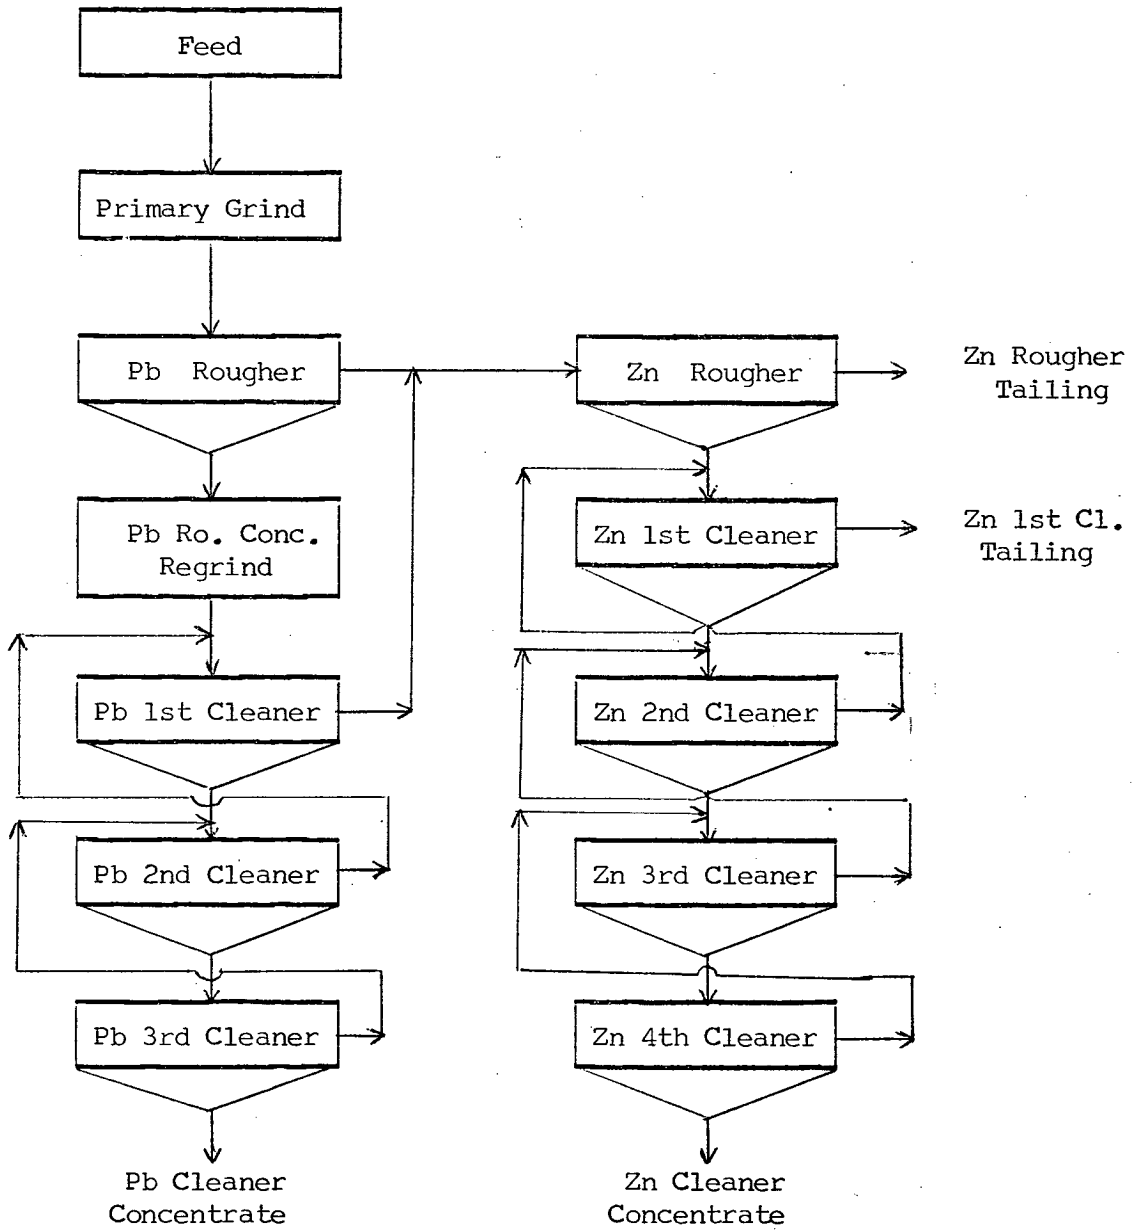 Feed
Primary Grind
Pb Rougher
Zn Rougher
Zn Rougher
Tailing
Pb Ro. Conc.
Regrind
Zn 1st Cleaner
Zn 1st Cl.
Tailing
Pb 1st Cleaner
Zn 2nd Cleaner
Pb 2nd Cleaner
Zn 3rd Cleaner
Pb 3rd Cleaner
Zn 4th Cleaner
Pb Cleaner
Concentrate
Zn Cleaner
Concentrate